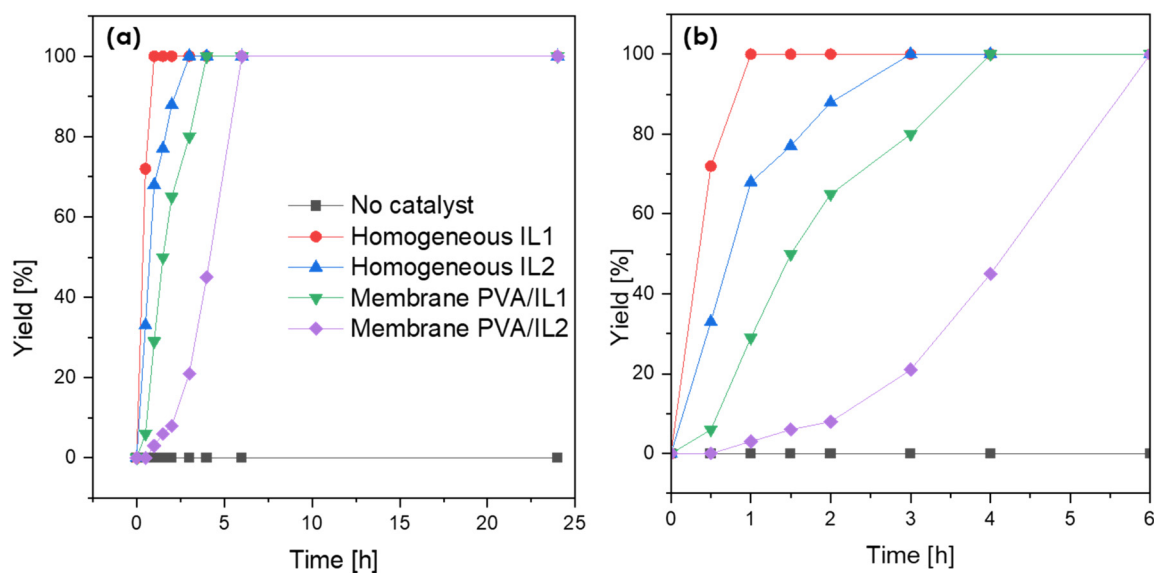 (a)
Yield [%]
100
80
60
40
20
0
No catalyst
Homogeneous IL1
Homogeneous IL2
Membrane PVA/IL1
Membrane PVA/IL2
0 5 10 15 20 25
Time [h]
(b)
Yield [%]
100
80
60
40
20
0
0 1 2 3 4 5 6
Time [h]